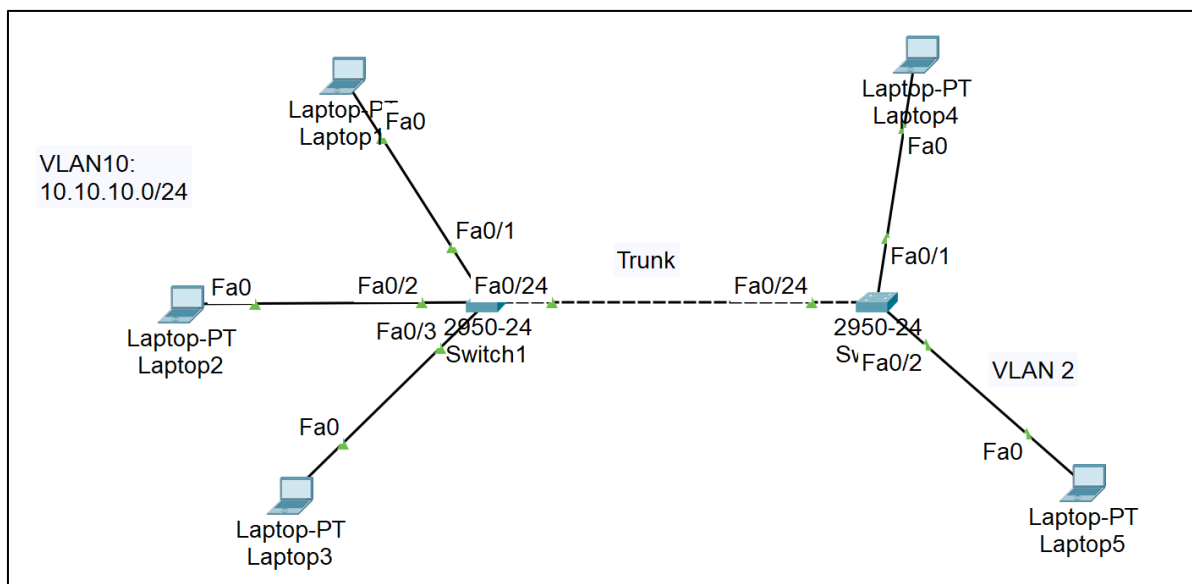 Laptop-PT
Laptop4
Fa0
Laptop-PT
Fa0
Laptop1
VLAN10:
10.10.10.0/24
Fa0/1
Fa0/1
Trunk
Fa0
Fa0/2
Fa0/24
Fa0/24
Laptop-PT
Laptop2
Fa0/3
2950-24
Switch1
2950-24
Fa0/2
VLAN 2
Fa0
Fa0
Laptop-PT
Laptop3
Laptop-PT
Laptop5